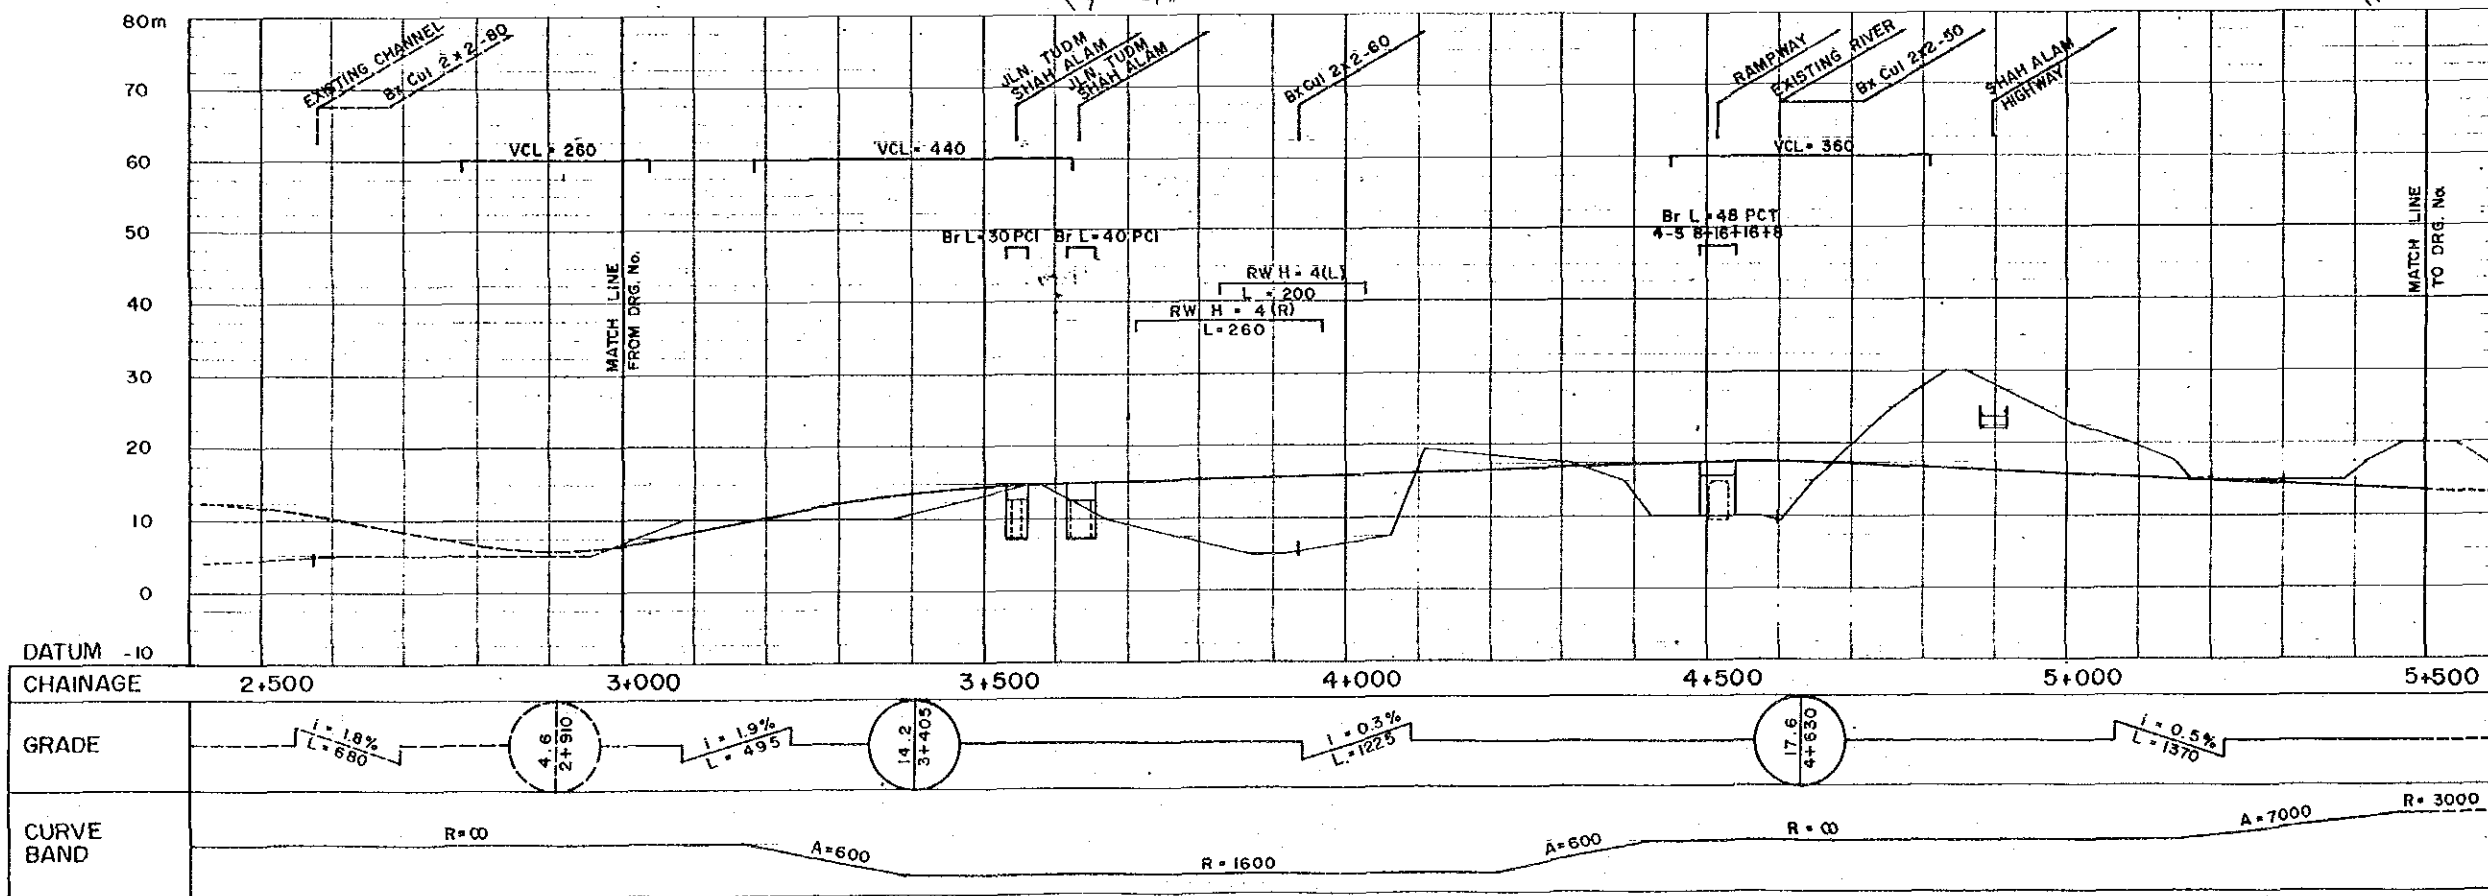 80m
70
60
50
40
30
20
10
0
DATUM -10
EXISTING CHANNEL
Bx Cul 2x2-80
JLN. TUDM
SHAH ALAM
JLN. TUDM
SHAH ALAM
Bx Cul 2x2-60
RAMPWAY
EXISTING RIVER
Bx Cul 2x2-50
SHAH ALAM
HIGHWAY
VCL = 260
VCL = 440
VCL = 360
Br L = 30 PCI
Br L = 40 PCI
Br L = 48 PCT
4-S 8+16+16+8
RW H = 4(L)
L = 200
RW H = 4(R)
L = 260
MATCH LINE
FROM DRG. No.
MATCH LINE
TO DRG. No.
CHAINAGE 2+500 3+000 3+500 4+000 4+500 5+000 5+500
GRADE
i = 1.8%
L = 680
4.6
2+910
i = 1.9%
L = 495
14.2
3+405
i = 0.3%
L = 1225
17.6
4+630
i = 0.5%
L = 1370
CURVE
BAND
R = ∞
A = 600
R = 1600
A = 600
R = ∞
A = 7000
R = 3000